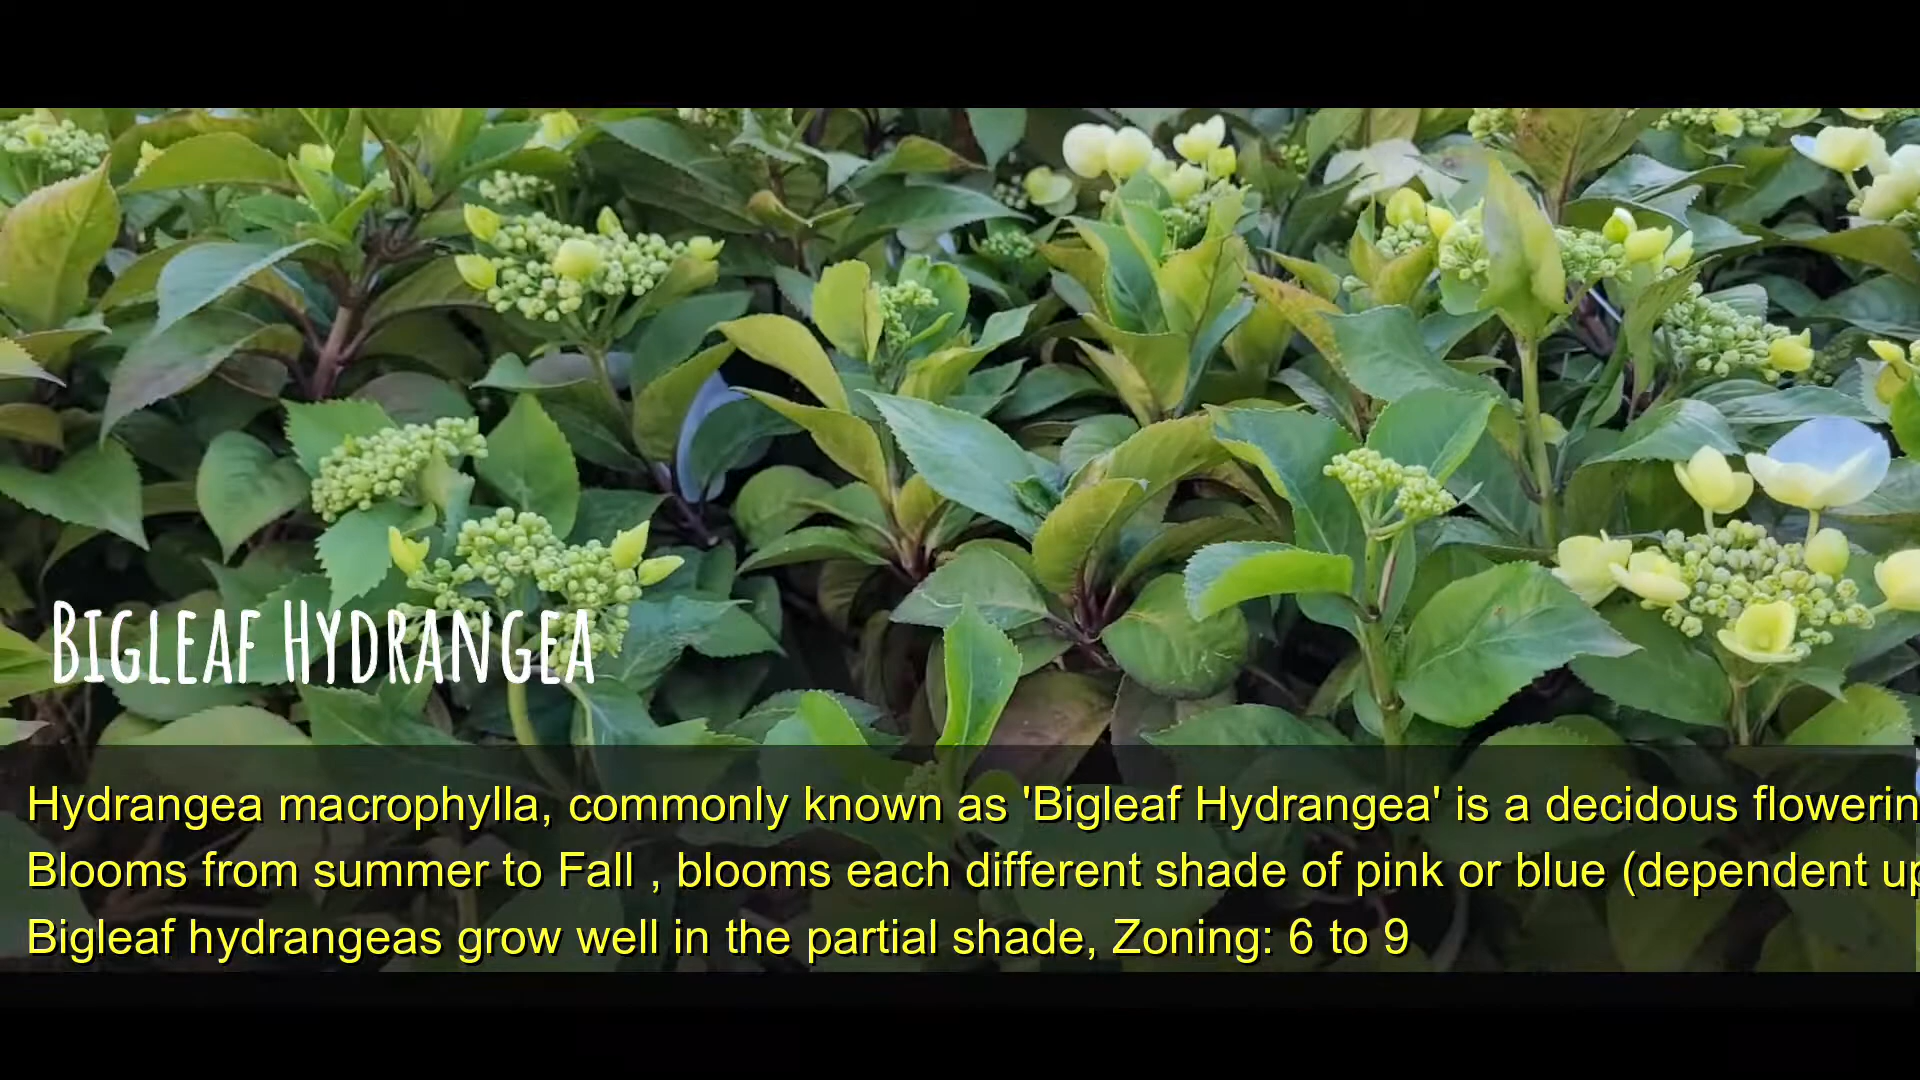 Bigleaf Hydrangea
Hydrangea macrophylla, commonly known as 'Bigleaf Hydrangea' is a decidous flowerin
Blooms from summer to Fall , blooms each different shade of pink or blue (dependent up
Bigleaf hydrangeas grow well in the partial shade, Zoning: 6 to 9